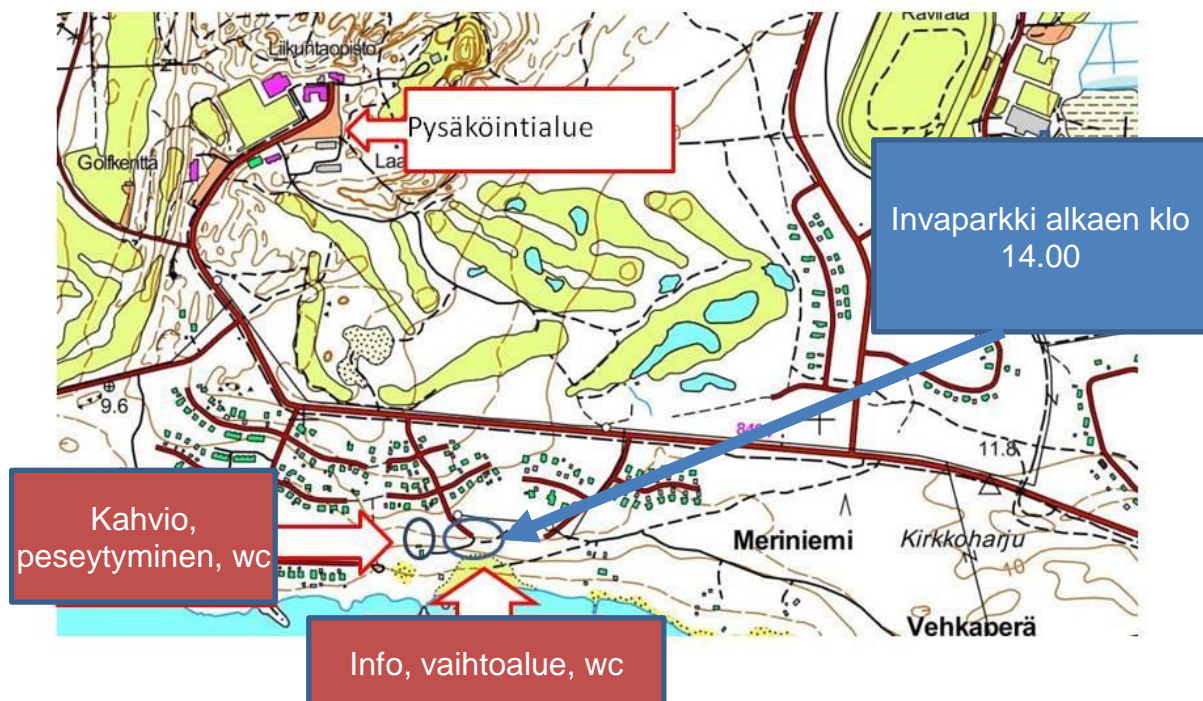 Ravirata
Liikuntaopisto
Pysäköintialue
Golfkenttä
Laa
Invaparkki alkaen klo
14.00
9.6
11.8
Kahvio,
peseytyminen, wc
Meriniemi
Kirkkoharju
10
Vehkaperä
Info, vaihtoalue, wc